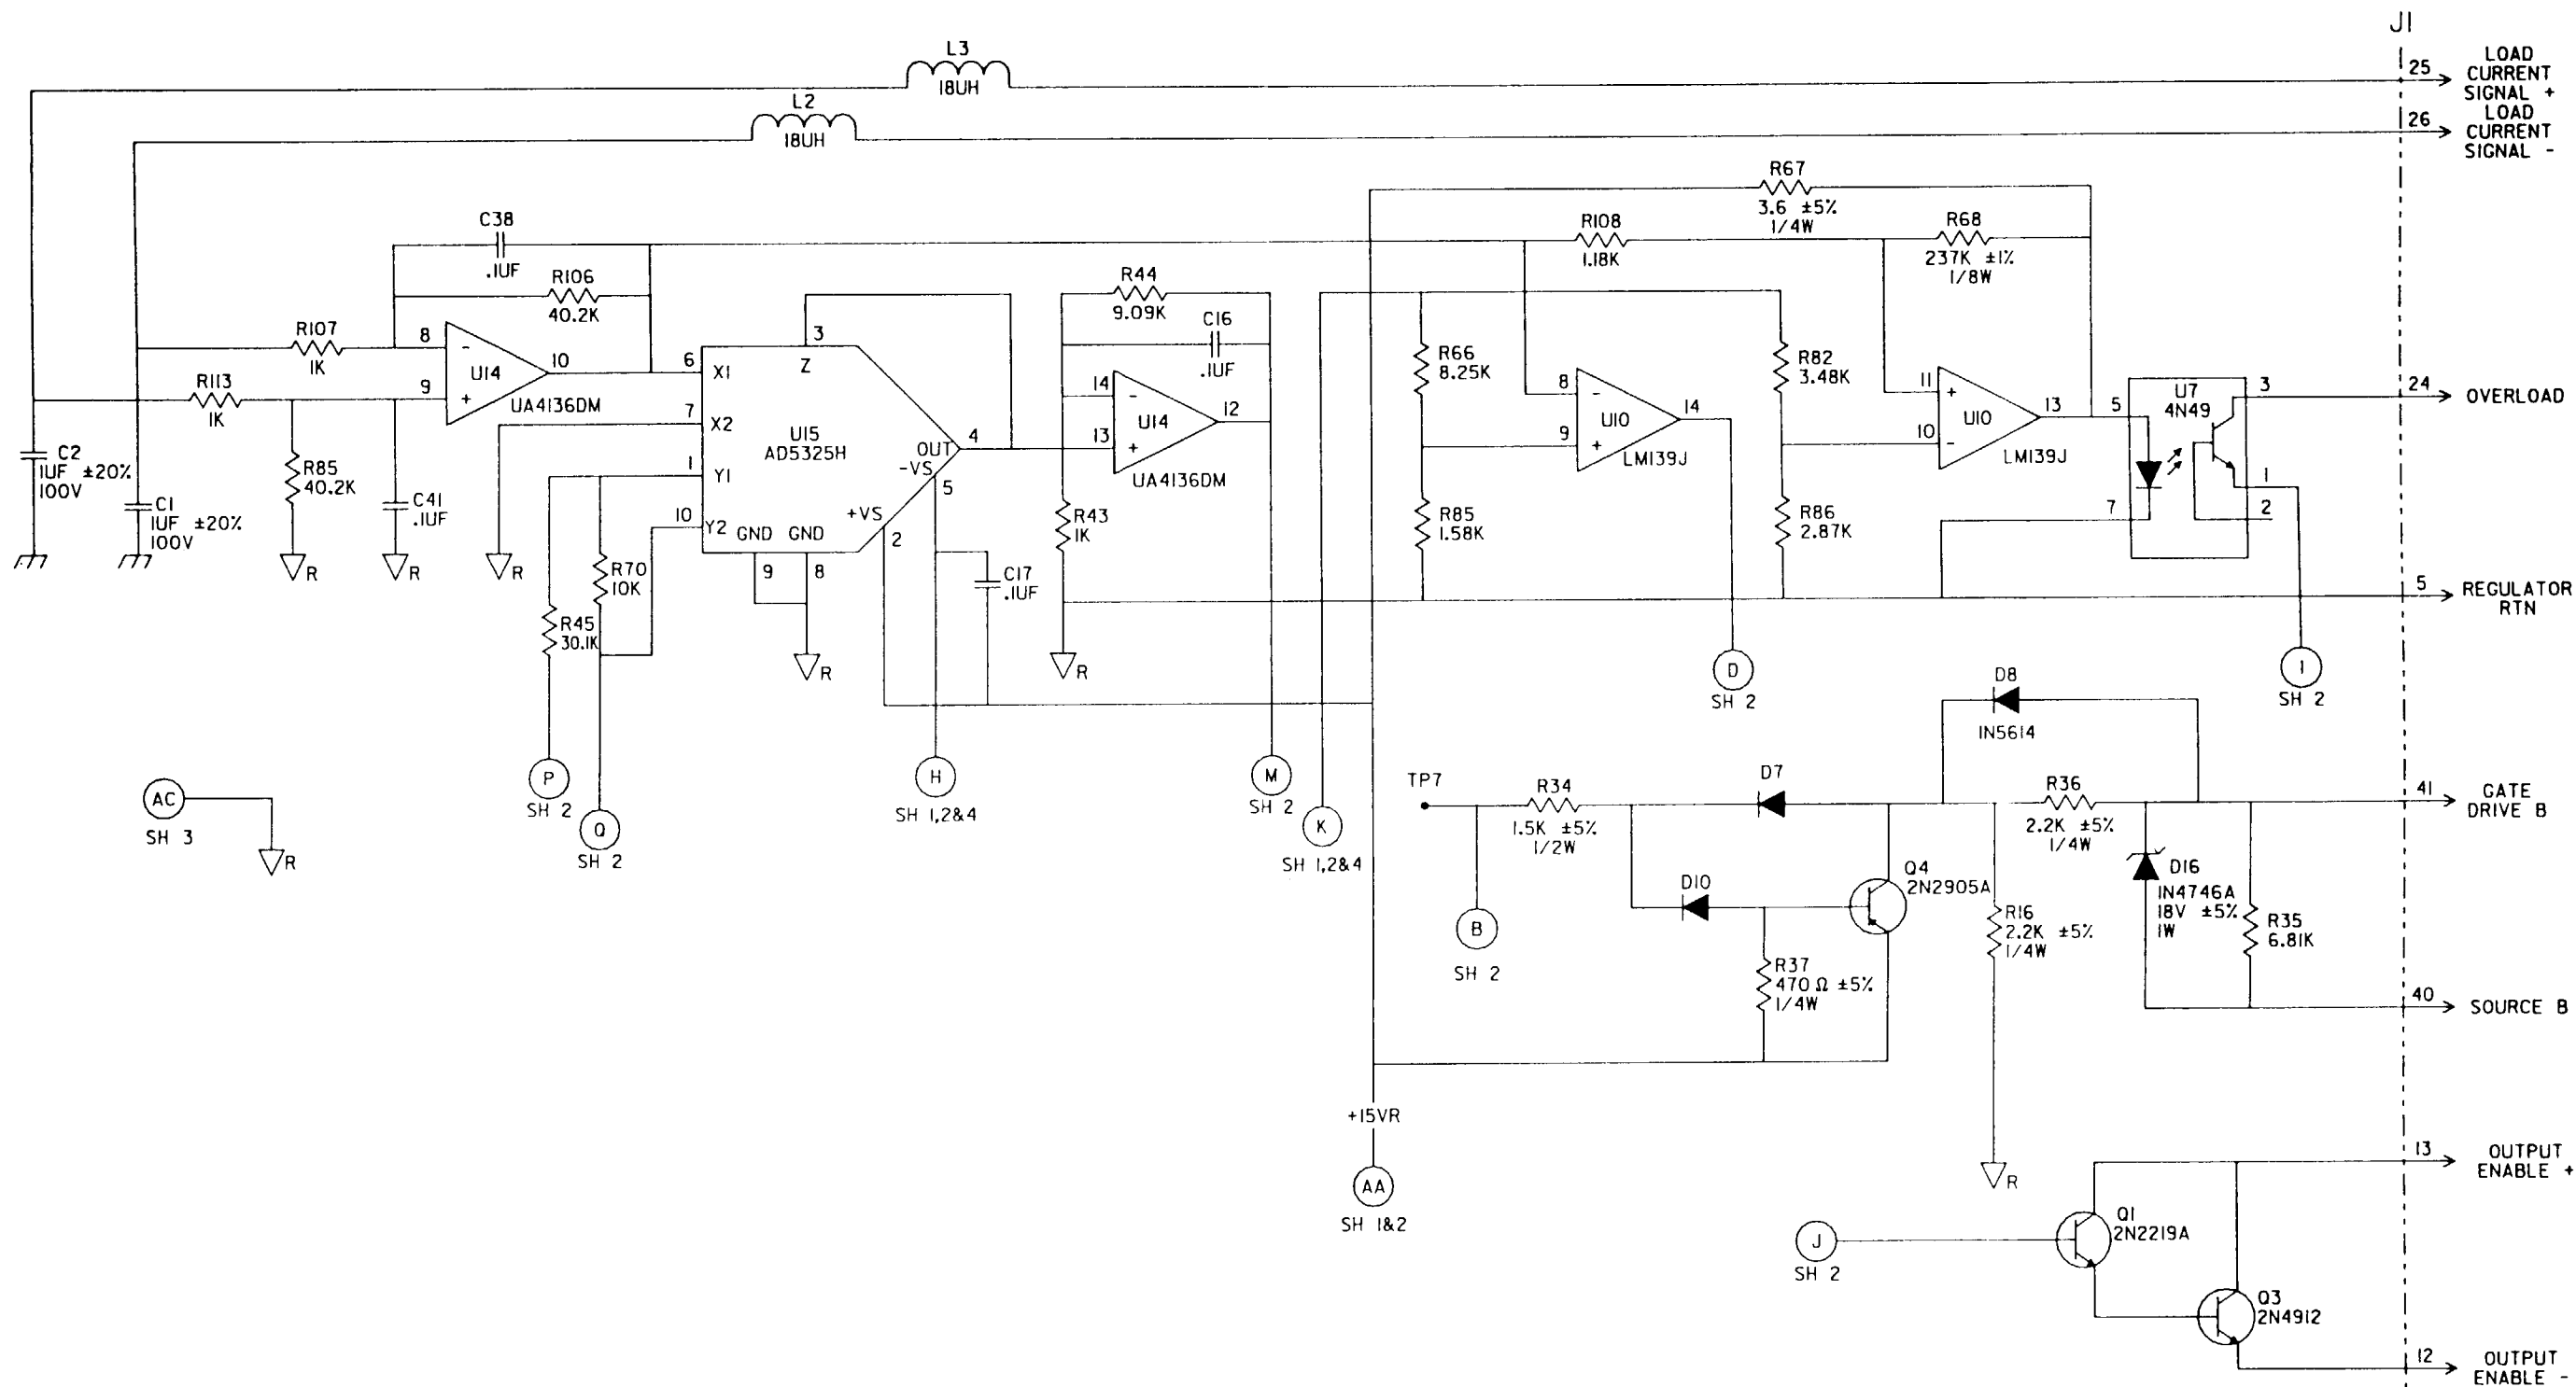 J1
L3
18UH
25
LOAD
CURRENT
SIGNAL +
L2
18UH
26
LOAD
CURRENT
SIGNAL -
R67
3.6 ±5%
1/4W
C38
.1UF
R108
1.18K
R68
237K ±1%
1/8W
R106
40.2K
R44
9.09K
C16
.1UF
R107
1K
8
-
U14
10
9
+
UA4136DM
R113
1K
3
Z
6
X1
7
X2
U15
AD5325H
1
Y1
10
Y2
GND
GND
9
8
OUT
4
-VS
5
+VS
2
14
-
U14
12
13
+
UA4136DM
R66
8.25K
8
-
U10
14
9
+
LM139J
R82
3.48K
11
+
U10
13
10
-
LM139J
5
U7
4N49
3
7
1
2
24
OVERLOAD
C2
1UF ±20%
100V
C1
1UF ±20%
100V
R85
40.2K
C41
.1UF
R
R
R
R70
10K
R45
30.1K
C17
.1UF
R43
1K
R85
1.58K
R86
2.87K
5
REGULATOR
RTN
R
R
D
SH 2
I
SH 2
AC
SH 3
R
P
SH 2
Q
SH 2
H
SH 1,2&4
M
SH 2
K
SH 1,2&4
TP7
B
SH 2
R34
1.5K ±5%
1/2W
D7
D8
1N5614
R36
2.2K ±5%
1/4W
41
GATE
DRIVE B
D10
Q4
2N2905A
R16
2.2K ±5%
1/4W
D16
1N4746A
18V ±5%
1W
R35
6.81K
R37
470 Ω ±5%
1/4W
40
SOURCE B
+15VR
AA
SH 1&2
R
13
OUTPUT
ENABLE +
J
SH 2
Q1
2N2219A
Q3
2N4912
12
OUTPUT
ENABLE -